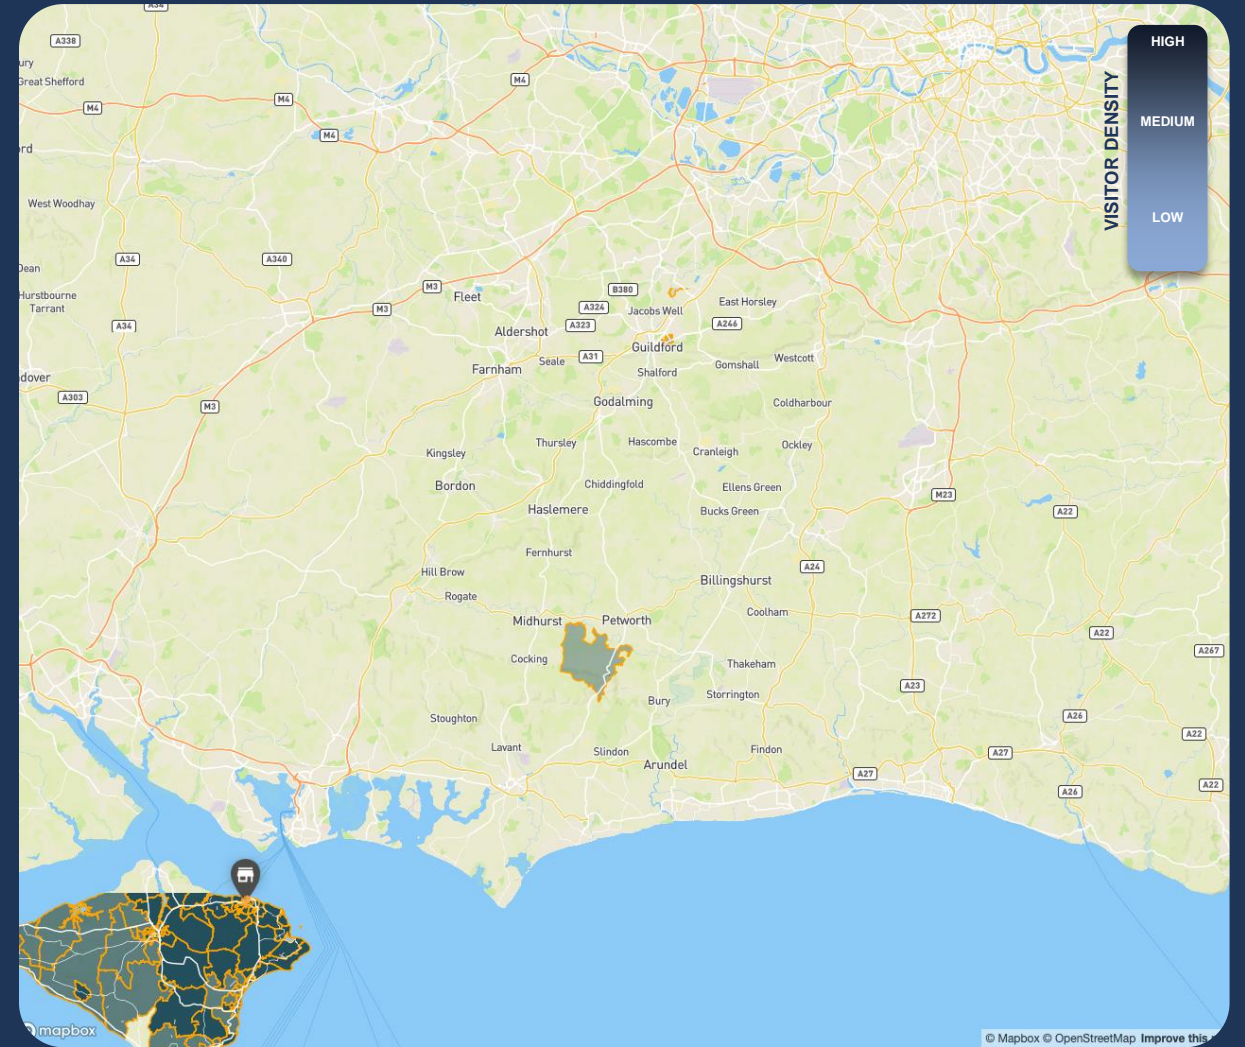 A34
A338
HIGH
ury
Great Shefford
M4
M4
M4
M4
MEDIUM
VISITOR DENSITY
rd
West Woodhay
LOW
A34
A340
Dean
M3
B380
Hurstbourne
Tarrant
Fleet
M3
A324
Jacobs Well
East Horsley
A34
Aldershot
A323
A246
Guildford
Seale
A31
Gomshall
Westcott
Farnham
Shalford
dover
A303
M3
Godalming
Coldharbour
Thursley
Hascombe
Ockley
Kingsley
Cranleigh
Bordon
Chiddingfold
Ellens Green
M23
Haslemere
Bucks Green
A22
Fernhurst
Hill Brow
A24
Billingshurst
Rogate
Coolham
A272
Midhurst
Petworth
A22
A267
Cocking
Thakeham
A23
Storrington
Bury
A26
Stoughton
A22
Lavant
Slindon
Findon
A27
Arundel
A27
A26
A22
mapbox
© Mapbox © OpenStreetMap Improve this